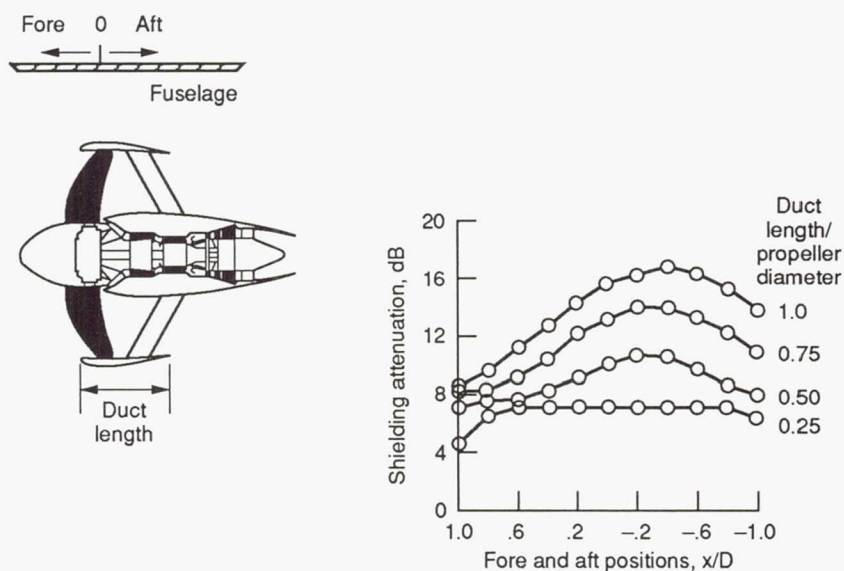 Fore 0 Aft
Fuselage
Duct
length
Shielding attenuation, dB
20
16
12
8
4
0
1.0 .6 .2 –.2 –.6 –1.0
Fore and aft positions, x/D
Duct
length/
propeller
diameter
1.0
0.75
0.50
0.25